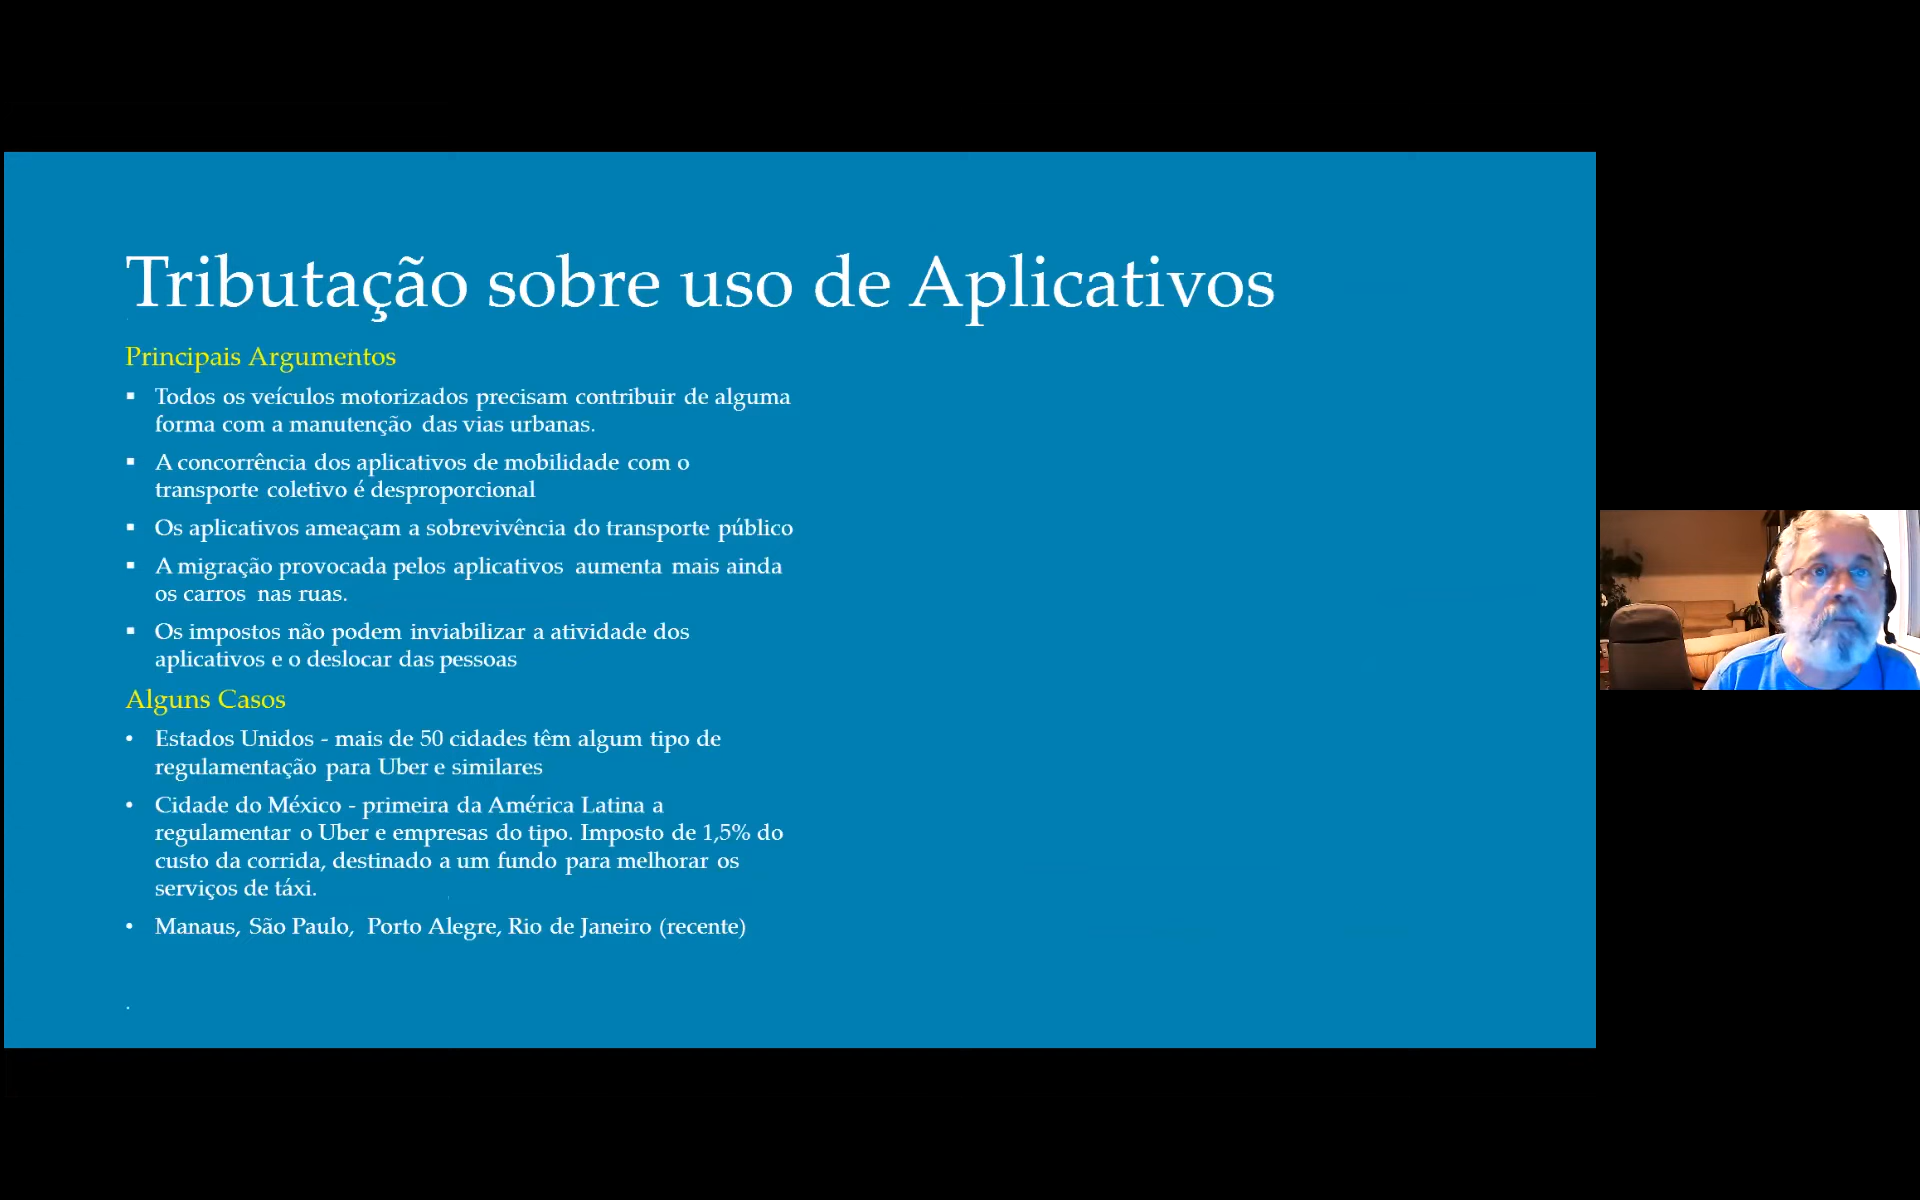 Tributação sobre uso de Aplicativos
Principais Argumentos
▪ Todos os veículos motorizados precisam contribuir de alguma
forma com a manutenção das vias urbanas.
▪ A concorrência dos aplicativos de mobilidade com o
transporte coletivo é desproporcional
▪ Os aplicativos ameaçam a sobrevivência do transporte público
▪ A migração provocada pelos aplicativos aumenta mais ainda
os carros nas ruas.
▪ Os impostos não podem inviabilizar a atividade dos
aplicativos e o deslocar das pessoas
Alguns Casos
• Estados Unidos - mais de 50 cidades têm algum tipo de
regulamentação para Uber e similares
• Cidade do México - primeira da América Latina a
regulamentar o Uber e empresas do tipo. Imposto de 1,5% do
custo da corrida, destinado a um fundo para melhorar os
serviços de táxi.
• Manaus, São Paulo, Porto Alegre, Rio de Janeiro (recente)
.